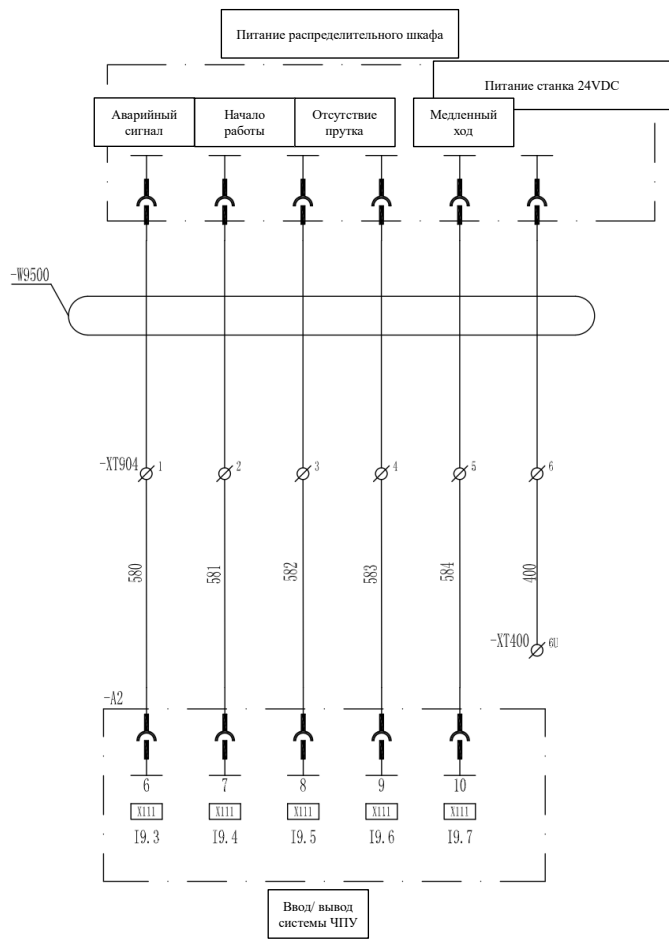 Питание распределительного шкафа
Питание станка 24VDC
Аварийный
сигнал
Начало
работы
Отсутствие
прутка
Медленный
ход
-W9500
-XT904 1 2 3 4 5 6
580 581 582 583 584 400
-XT400 6U
-A2
6 7 8 9 10
X111 X111 X111 X111 X111
I9.3 I9.4 I9.5 I9.6 I9.7
Ввод/ вывод
системы ЧПУ